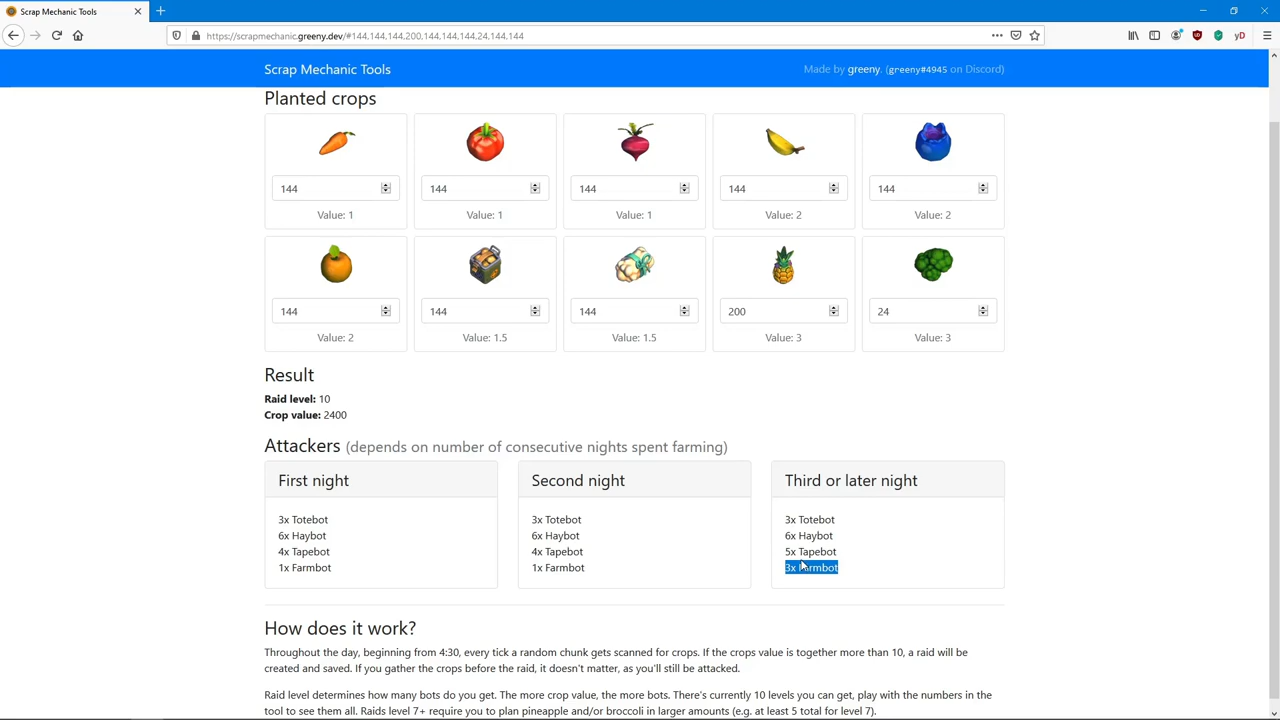 Scrap Mechanic Tools
https://scrapmechanic.greeny.dev/#144,144,144,200,144,144,144,24,144,144
Scrap Mechanic Tools
Made by greeny. (greeny#4945 on Discord)
Planted crops
144 144 144 144 144
Value: 1 Value: 1 Value: 1 Value: 2 Value: 2
144 144 144 200 24
Value: 2 Value: 1.5 Value: 1.5 Value: 3 Value: 3
Result
Raid level: 10
Crop value: 2400
Attackers (depends on number of consecutive nights spent farming)
First night
3x Totebot
6x Haybot
4x Tapebot
1x Farmbot
Second night
3x Totebot
6x Haybot
4x Tapebot
1x Farmbot
Third or later night
3x Totebot
6x Haybot
5x Tapebot
3x Farmbot
How does it work?
Throughout the day, beginning from 4:30, every tick a random chunk gets scanned for crops. If the crops value is together more than 10, a raid will be
created and saved. If you gather the crops before the raid, it doesn't matter, as you'll still be attacked.
Raid level determines how many bots do you get. The more crop value, the more bots. There's currently 10 levels you can get, play with the numbers in the
tool to see them all. Raids level 7+ require you to plan pineapple and/or broccoli in larger amounts (e.g. at least 5 total for level 7).